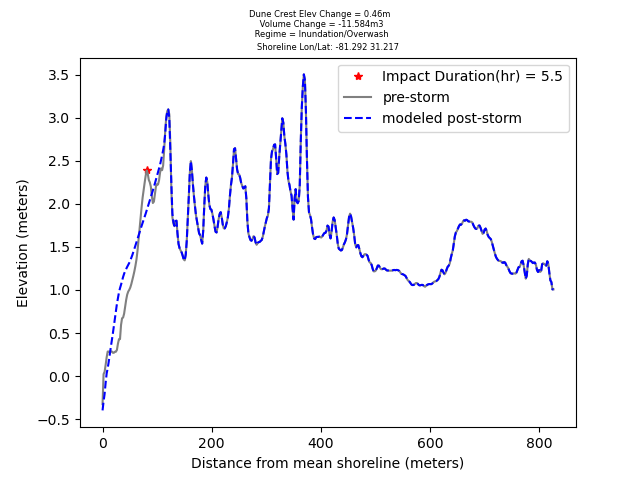 Dune Crest Elev Change = 0.46m
Volume Change = -11.584m3
Regime = Inundation/Overwash
Shoreline Lon/Lat: -81.292 31.217
Impact Duration(hr) = 5.5
pre-storm
modeled post-storm
Elevation (meters)
3.5
3.0
2.5
2.0
1.5
1.0
0.5
0.0
−0.5
0 200 400 600 800
Distance from mean shoreline (meters)